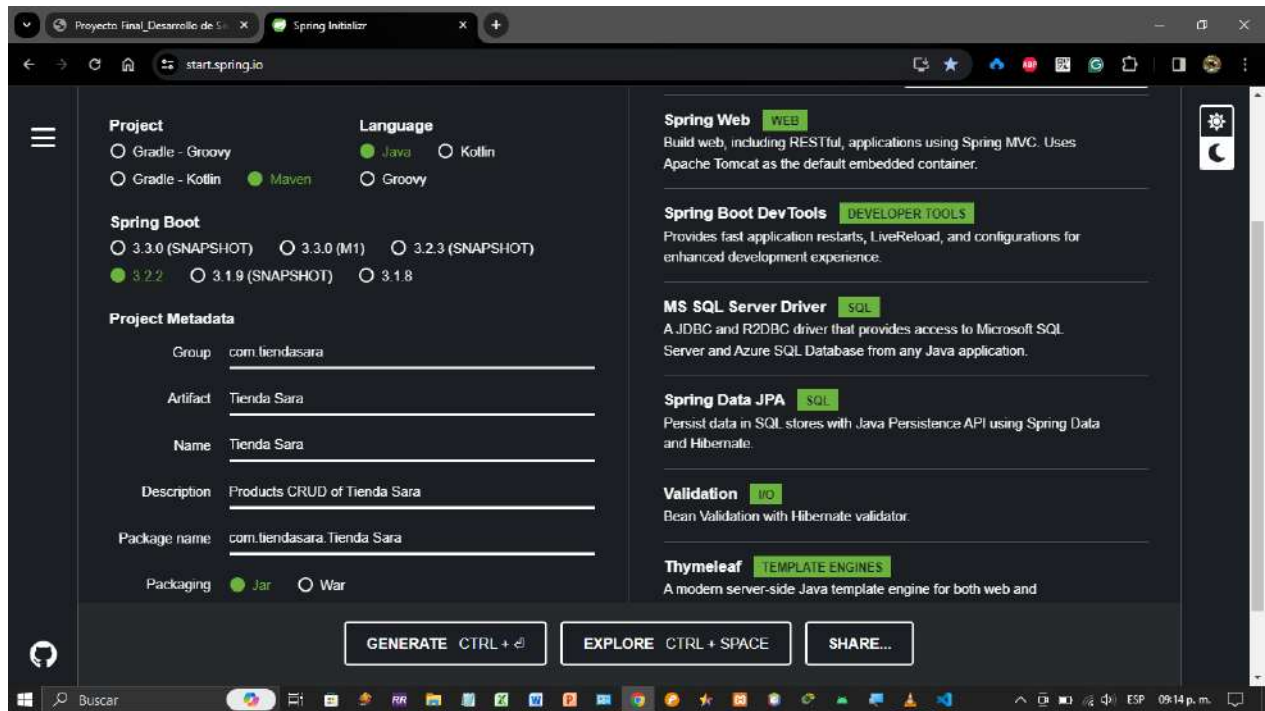 Proyecto Final_Desarrollo de S
Spring Initializr
start.spring.io
Project
Gradle - Groovy
Gradle - Kotlin
Maven
Language
Java
Kotlin
Groovy
Spring Boot
3.3.0 (SNAPSHOT)
3.3.0 (M1)
3.2.3 (SNAPSHOT)
3.2.2
3.1.9 (SNAPSHOT)
3.1.8
Project Metadata
Group com.tiendasara
Artifact Tienda Sara
Name Tienda Sara
Description Products CRUD of Tienda Sara
Package name com.tiendasara.Tienda Sara
Packaging Jar War
Spring Web WEB
Build web, including RESTful, applications using Spring MVC. Uses
Apache Tomcat as the default embedded container.
Spring Boot DevTools DEVELOPER TOOLS
Provides fast application restarts, LiveReload, and configurations for
enhanced development experience.
MS SQL Server Driver SQL
A JDBC and R2DBC driver that provides access to Microsoft SQL
Server and Azure SQL Database from any Java application.
Spring Data JPA SQL
Persist data in SQL stores with Java Persistence API using Spring Data
and Hibernate.
Validation I/O
Bean Validation with Hibernate validator.
Thymeleaf TEMPLATE ENGINES
A modern server-side Java template engine for both web and
GENERATE CTRL + ⏎
EXPLORE CTRL + SPACE
SHARE...
Buscar
ESP
09:14 p. m.